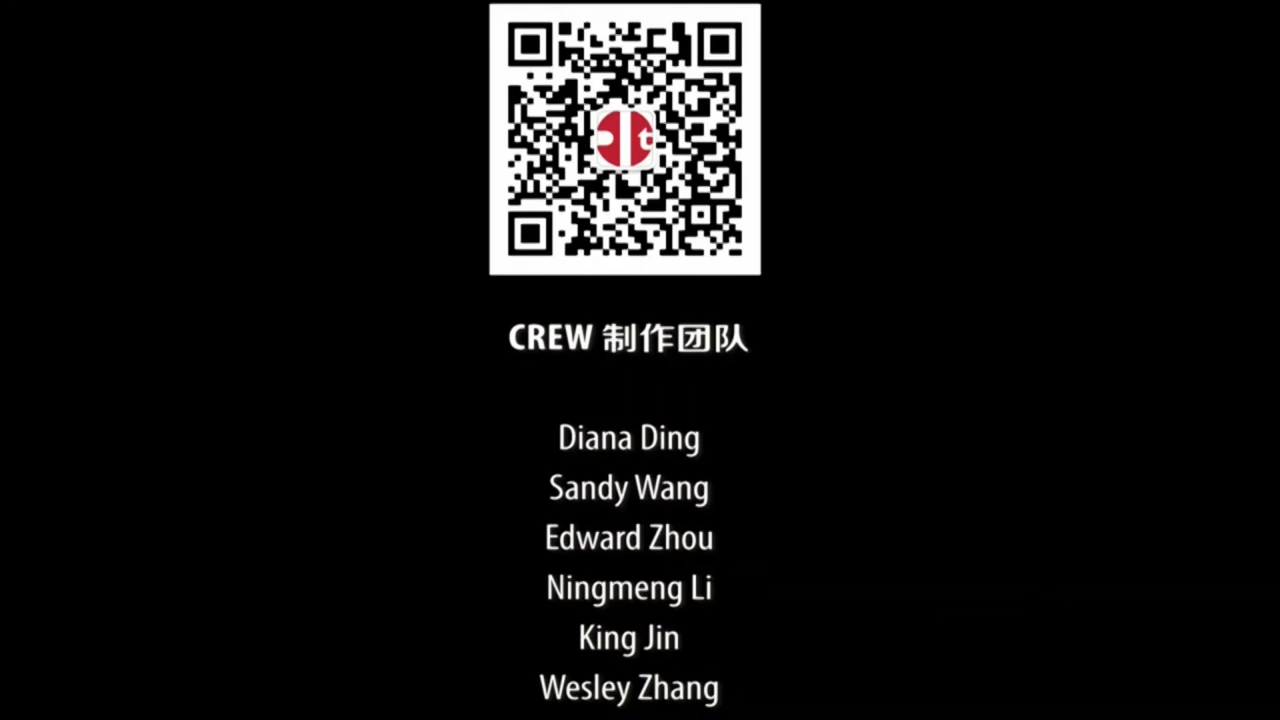 t
CREW 制作团队
Diana Ding
Sandy Wang
Edward Zhou
Ningmeng Li
King Jin
Wesley Zhang